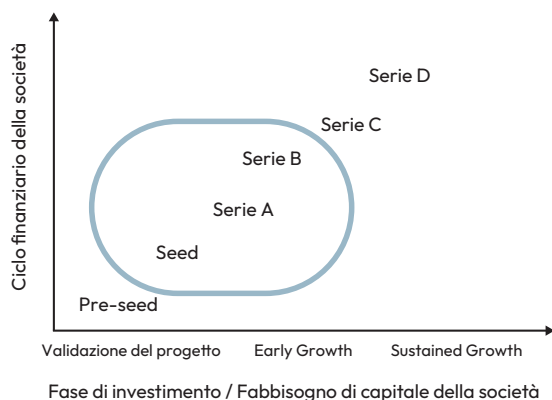 Ciclo finanziario della società
Serie D
Serie C
Serie B
Serie A
Seed
Pre-seed
Validazione del progetto
Early Growth
Sustained Growth
Fase di investimento / Fabbisogno di capitale della società